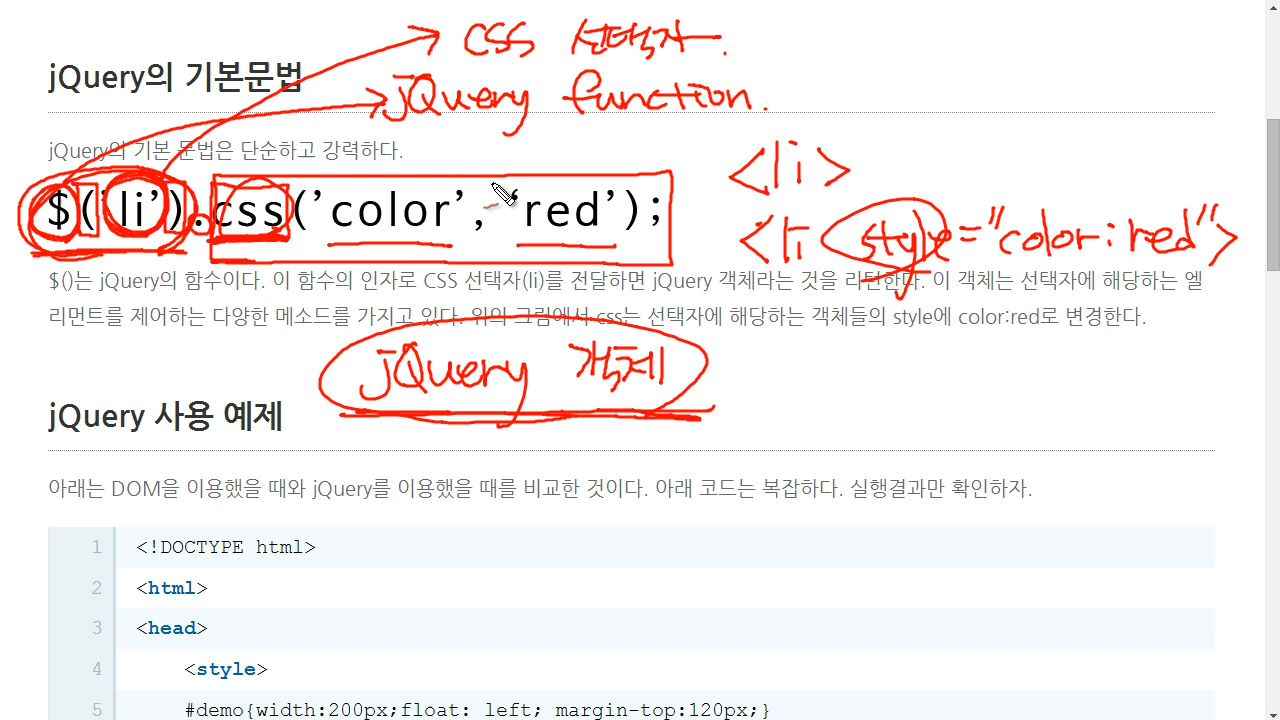 CSS 선택자.
jQuery의 기본문법
jQuery function.
jQuery의 기본 문법은 단순하고 강력하다.
<li>
$('li').css('color', 'red');
<li style="color:red">
$()는 jQuery의 함수이다. 이 함수의 인자로 CSS 선택자(li)를 전달하면 jQuery 객체라는 것을 리턴한다. 이 객체는 선택자에 해당하는 엘
리먼트를 제어하는 다양한 메소드를 가지고 있다. 위의 그림에서 css는 선택자에 해당하는 객체들의 style에 color:red로 변경한다.
jQuery 객체
jQuery 사용 예제
아래는 DOM을 이용했을 때와 jQuery를 이용했을 때를 비교한 것이다. 아래 코드는 복잡하다. 실행결과만 확인하자.
1 <!DOCTYPE html>
2 <html>
3 <head>
4 <style>
5 #demo{width:200px;float: left; margin-top:120px;}